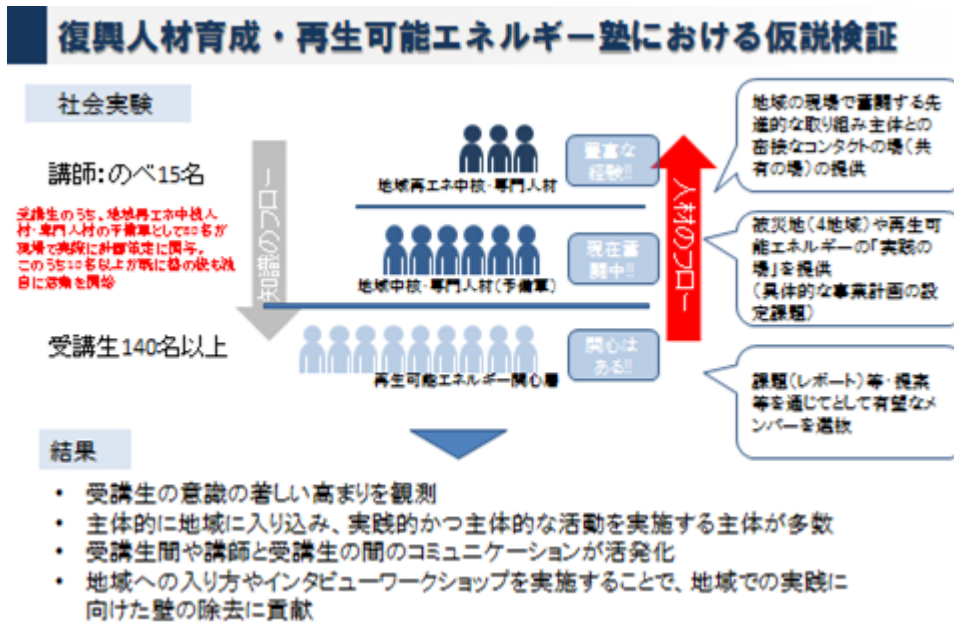 復興人材育成・再生可能エネルギー塾における仮説検証
社会実験
講師:のべ15名
受講生のうち、地域再エネ中核人
材・専門人材の予備軍として60名が
現場で実際に計画策定に関与。
このうち10名以上が既に塾の後も独
自に活動を開始
受講生140名以上
知識のフロー
地域再エネ中核・専門人材
地域中核・専門人材(予備軍)
再生可能エネルギー関心層
豊富な
経験!!
現在奮
闘中!!
関心は
ある!!
人材のフロー
地域の現場で奮闘する先
進的な取り組み主体との
密接なコンタクトの場(共
有の場)の提供
被災地(4地域)や再生可
能エネルギーの「実践の
場」を提供
(具体的な事業計画の設
定課題)
課題(レポート)等・提案
等を通じてとして有望なメ
ンバーを選抜
結果
• 受講生の意識の著しい高まりを観測
• 主体的に地域に入り込み、実践的かつ主体的な活動を実施する主体が多数
• 受講生間や講師と受講生の間のコミュニケーションが活発化
• 地域への入り方やインタビューワークショップを実施することで、地域での実践に
向けた壁の除去に貢献